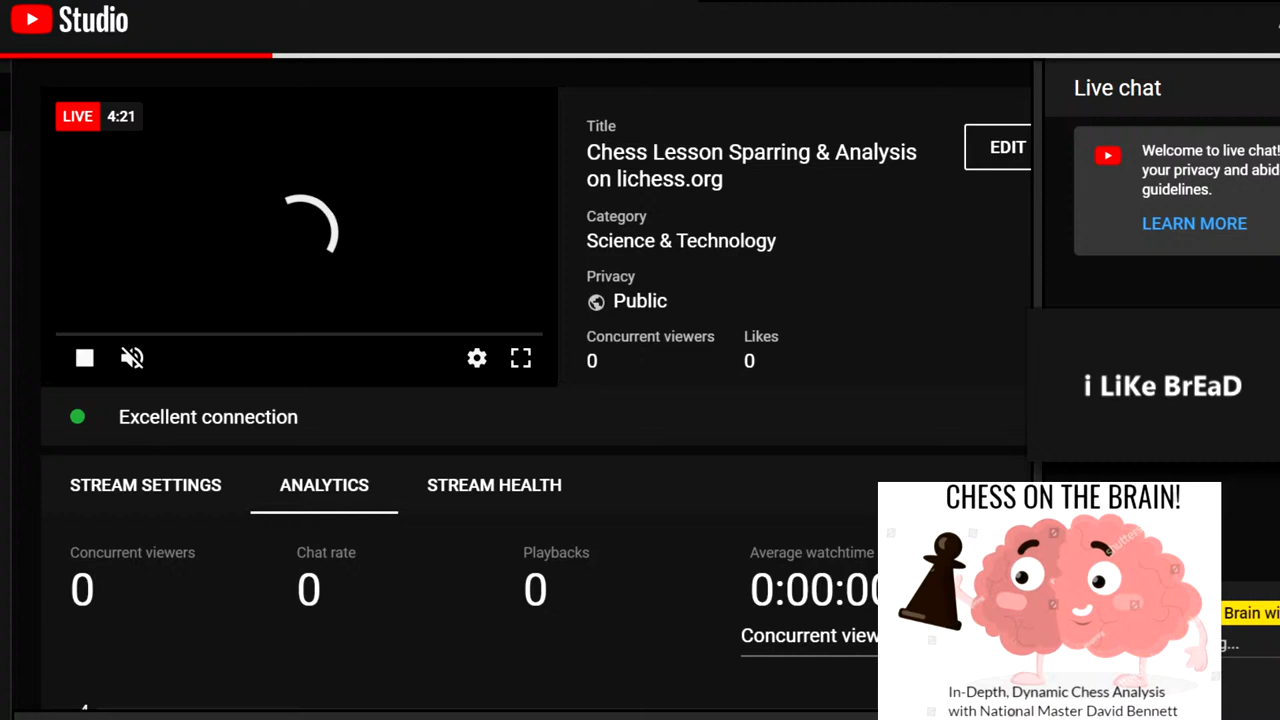 Studio
LIVE 4:21
Title
Chess Lesson Sparring & Analysis
on lichess.org
EDIT
Category
Science & Technology
Privacy
Public
Concurrent viewers Likes
0 0
Excellent connection
STREAM SETTINGS ANALYTICS STREAM HEALTH
Concurrent viewers Chat rate Playbacks Average watchtime
0 0 0 0:00:00
Concurrent view
Live chat
Welcome to live chat!
your privacy and abid
guidelines.
LEARN MORE
i LiKe BrEaD
CHESS ON THE BRAIN!
shutters
In-Depth, Dynamic Chess Analysis
with National Master David Bennett
Brain wi
g...